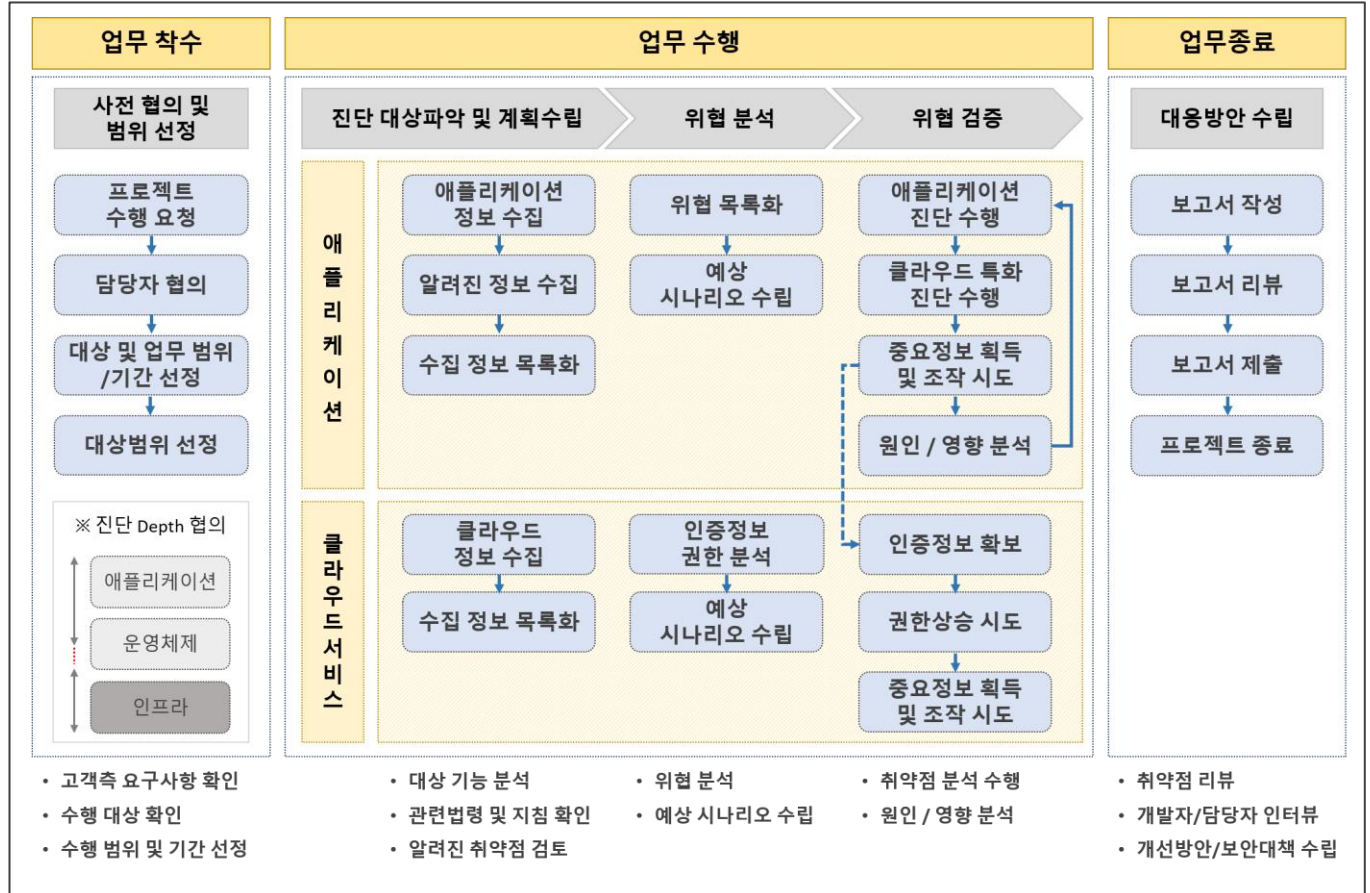 업무 착수
업무 수행
업무종료
사전 협의 및
범위 선정
진단 대상파악 및 계획수립
위협 분석
위협 검증
대응방안 수립
프로젝트
수행 요청
담당자 협의
대상 및 업무 범위
/기간 선정
대상범위 선정
※ 진단 Depth 협의
애플리케이션
운영체제
인프라
애플리케이션
애플리케이션
정보 수집
알려진 정보 수집
수집 정보 목록화
위협 목록화
예상
시나리오 수립
애플리케이션
진단 수행
클라우드 특화
진단 수행
중요정보 획득
및 조작 시도
원인 / 영향 분석
클라우드서비스
클라우드
정보 수집
수집 정보 목록화
인증정보
권한 분석
예상
시나리오 수립
인증정보 확보
권한상승 시도
중요정보 획득
및 조작 시도
보고서 작성
보고서 리뷰
보고서 제출
프로젝트 종료
• 고객측 요구사항 확인
• 수행 대상 확인
• 수행 범위 및 기간 선정
• 대상 기능 분석
• 관련법령 및 지침 확인
• 알려진 취약점 검토
• 위협 분석
• 예상 시나리오 수립
• 취약점 분석 수행
• 원인 / 영향 분석
• 취약점 리뷰
• 개발자/담당자 인터뷰
• 개선방안/보안대책 수립